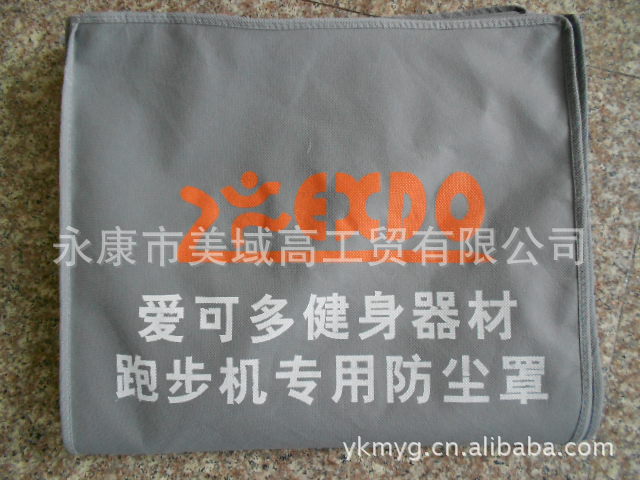 EXDO
永康市美域高工贸有限公司
爱可多健身器材
跑步机专用防尘罩
ykmyg.cn.alibaba.com